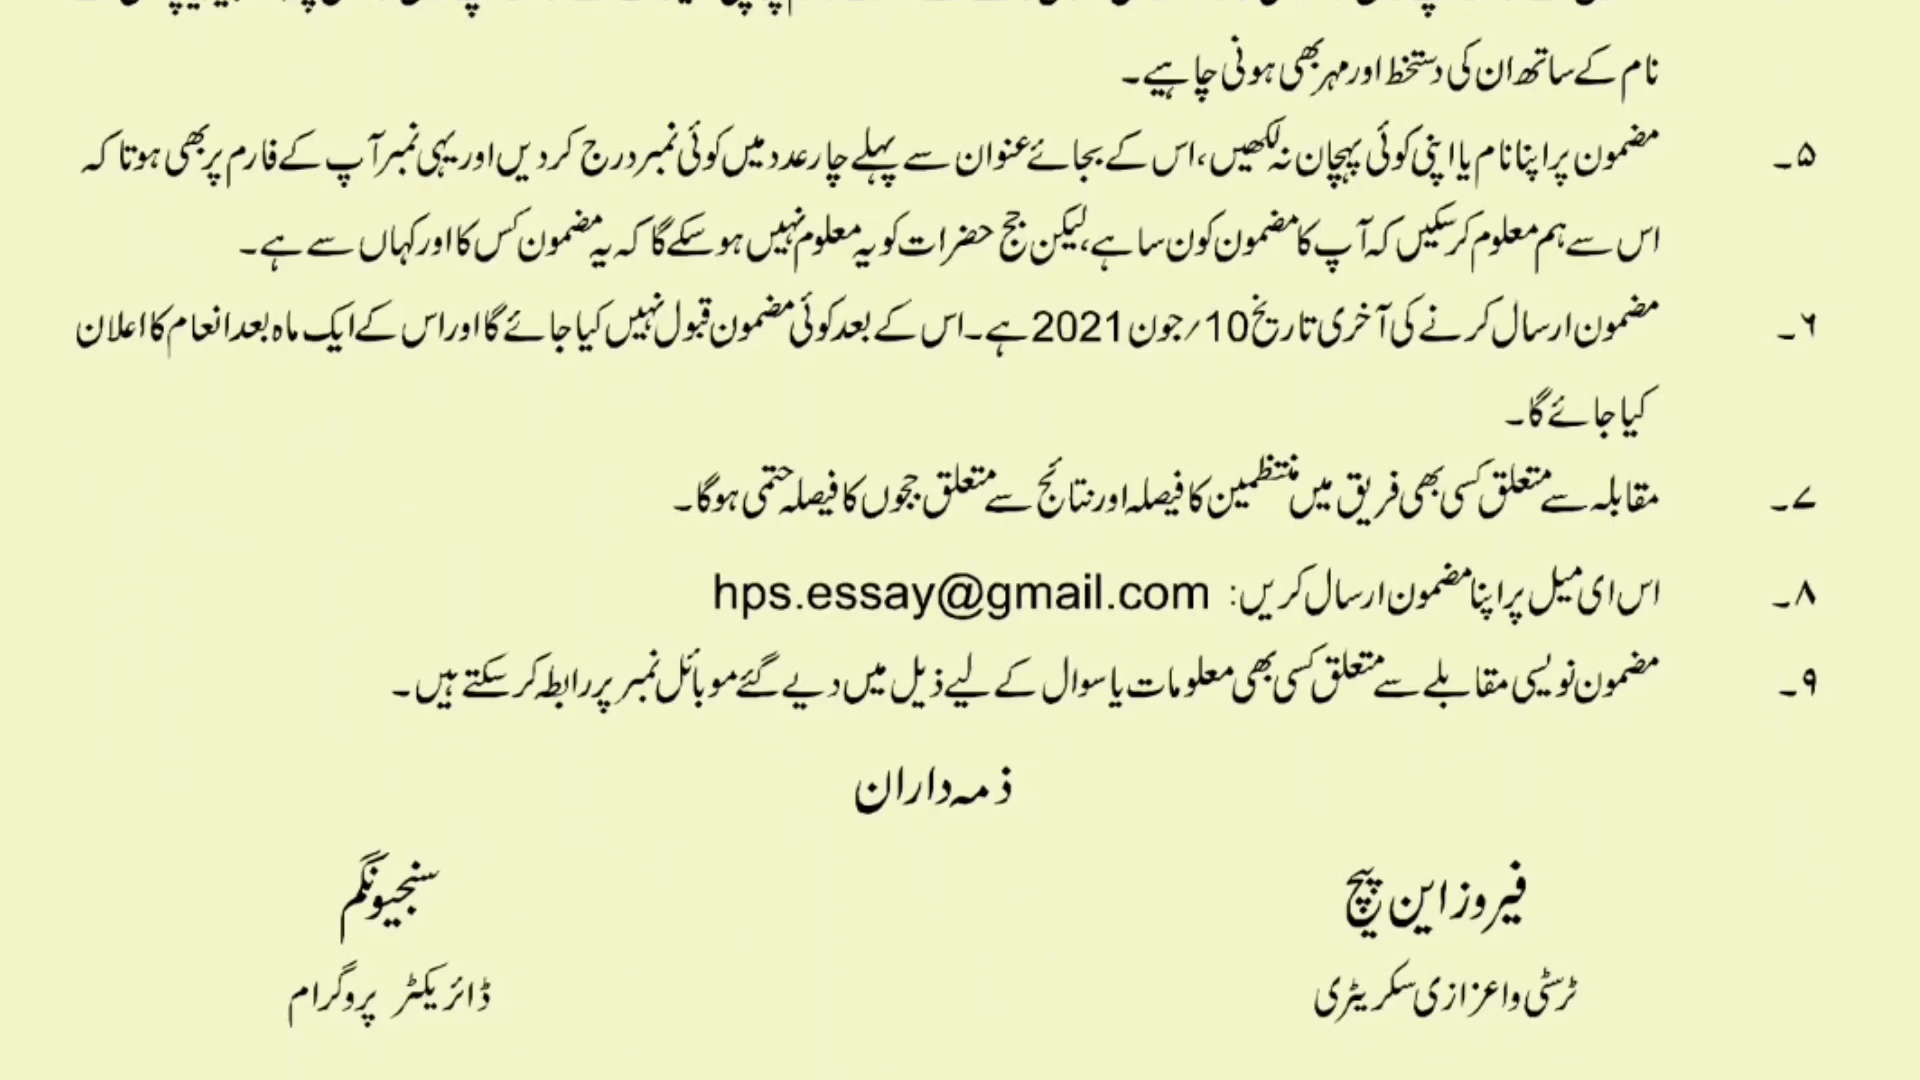 نام کے ساتھ ان کی دستخط اور مہر بھی ہونی چاہیے۔
۵۔ مضمون پر اپنا نام یا اپنی کوئی پہچان نہ لکھیں، اس کے بجائے عنوان سے پہلے چار عدد میں کوئی نمبر درج کردیں اور یہی نمبر آپ کے فارم پر بھی ہو تا کہ
اس سے ہم معلوم کرسکیں کہ آپ کا مضمون کون سا ہے، لیکن جج حضرات کو یہ معلوم نہیں ہو سکے گا کہ یہ مضمون کس کا اور کہاں سے ہے۔
۶۔ مضمون ارسال کرنے کی آخری تاریخ 10/جون 2021 ہے۔ اس کے بعد کوئی مضمون قبول نہیں کیا جائے گا اور اس کے ایک ماہ بعد انعام کا اعلان
کیا جائے گا۔
۷۔ مقابلہ سے متعلق کسی بھی فریق میں منتظمین کا فیصلہ اور نتائج سے متعلق ججوں کا فیصلہ حتمی ہوگا۔
۸۔ اس ای میل پر اپنا مضمون ارسال کریں: hps.essay@gmail.com
۹۔ مضمون نویسی مقابلے سے متعلق کسی بھی معلومات یا سوال کے لیے ذیل میں دیے گئے موبائل نمبر پر رابطہ کر سکتے ہیں۔
ذمہ داران
فیروز این پیچ سنجیو نگم
ٹرسٹی و اعزازی سکریٹری ڈائریکٹر پروگرام